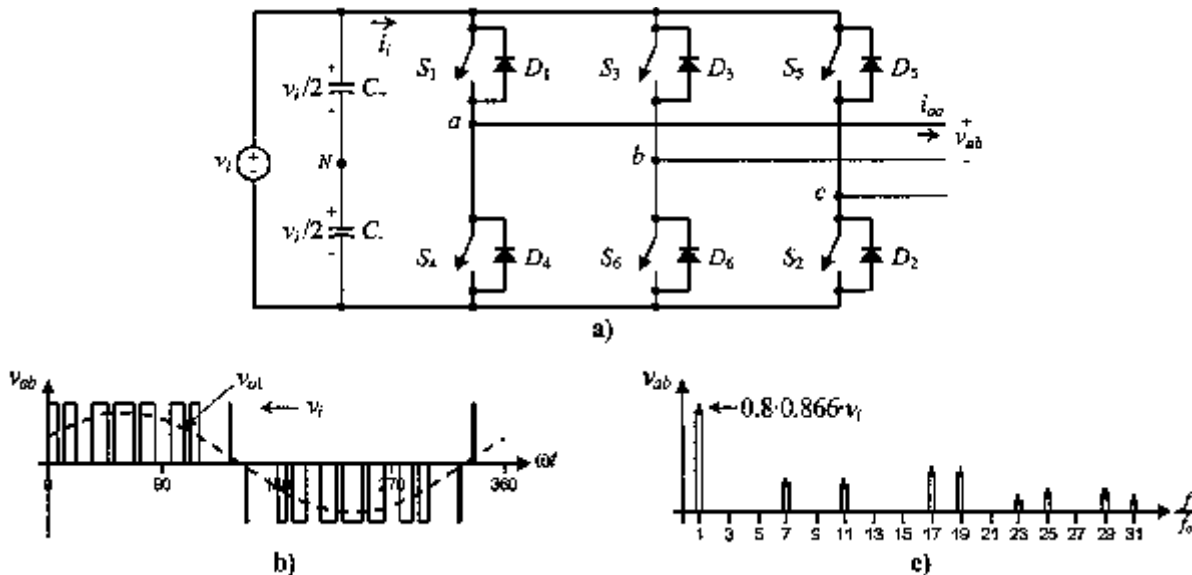 i_i
S_1 D_1 S_3 D_3 S_5 D_5
v_i/2 C_+
+ -
a
i_oa
v_ab
+ -
v_i
N
b
c
v_i/2 C_-
+ -
S_4 D_4 S_6 D_6 S_2 D_2
a)
v_ab v_o1 v_i
0 90 270 360 ωt
b)
v_ab
0.8·0.866·v_i
1 3 5 7 9 11 13 15 17 19 21 23 25 27 29 31
c)